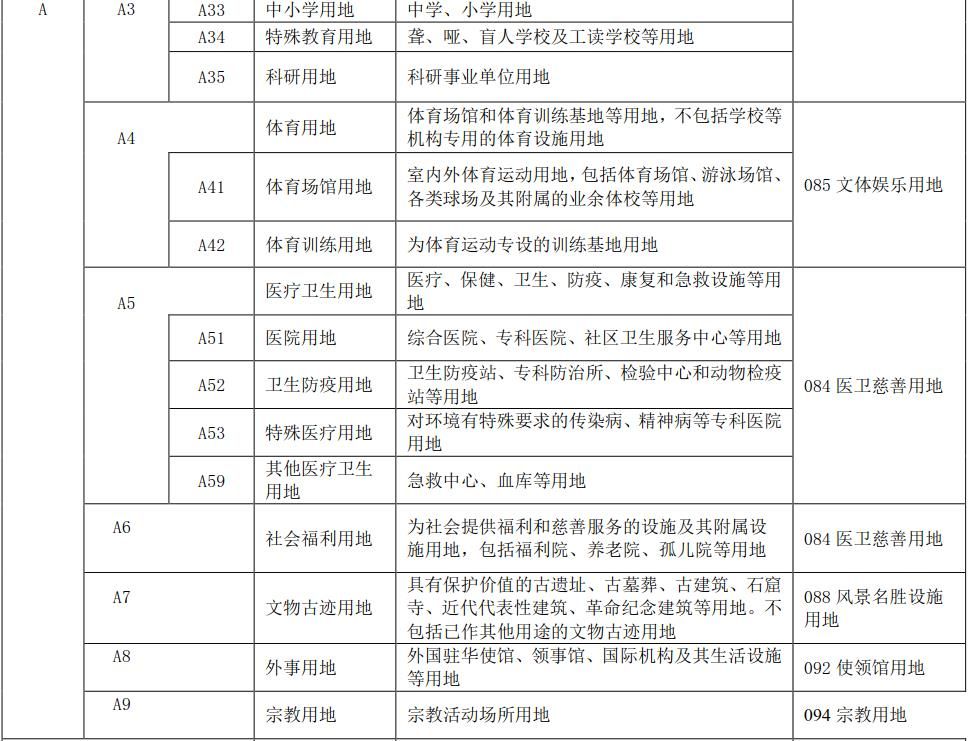 A A3 A33 中小学用地 中学、小学用地
A34 特殊教育用地 聋、哑、盲人学校及工读学校等用地
A35 科研用地 科研事业单位用地
A4 体育用地 体育场馆和体育训练基地等用地，不包括学校等
机构专用的体育设施用地
085 文体娱乐用地
A41 体育场馆用地 室内外体育运动用地，包括体育场馆、游泳场馆、
各类球场及其附属的业余体校等用地
A42 体育训练用地 为体育运动专设的训练基地用地
A5 医疗卫生用地 医疗、保健、卫生、防疫、康复和急救设施等用
地
084 医卫慈善用地
A51 医院用地 综合医院、专科医院、社区卫生服务中心等用地
A52 卫生防疫用地 卫生防疫站、专科防治所、检验中心和动物检疫
站等用地
A53 特殊医疗用地 对环境有特殊要求的传染病、精神病等专科医院
用地
A59 其他医疗卫生
用地
急救中心、血库等用地
A6 社会福利用地 为社会提供福利和慈善服务的设施及其附属设
施用地，包括福利院、养老院、孤儿院等用地
084 医卫慈善用地
A7 文物古迹用地 具有保护价值的古遗址、古墓葬、古建筑、石窟
寺、近代代表性建筑、革命纪念建筑等用地。不
包括已作其他用途的文物古迹用地
088 风景名胜设施
用地
A8 外事用地 外国驻华使馆、领事馆、国际机构及其生活设施
等用地
092 使领馆用地
A9 宗教用地 宗教活动场所用地 094 宗教用地